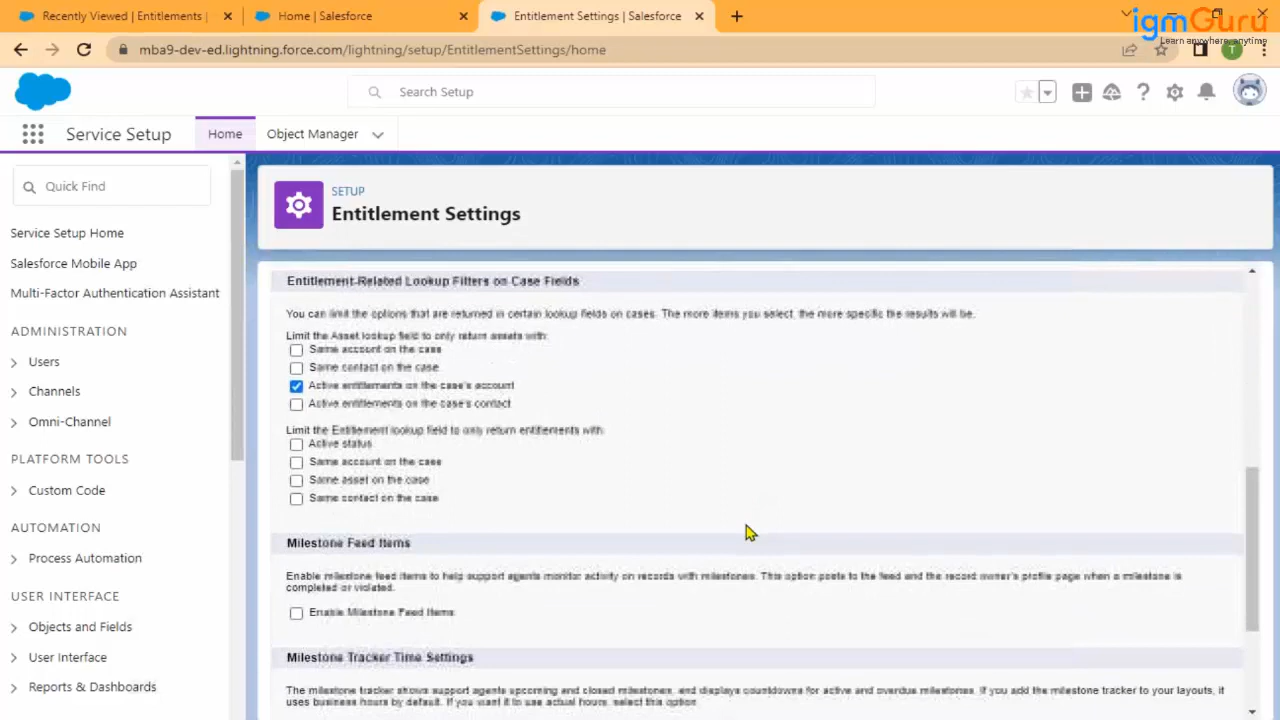 Recently Viewed | Entitlements |
Home | Salesforce
Entitlement Settings | Salesforce
igmGuru
Learn anywhere, anytime
mba9-dev-ed.lightning.force.com/lightning/setup/EntitlementSettings/home
T
Search Setup
Service Setup
Home
Object Manager
Quick Find
Service Setup Home
Salesforce Mobile App
Multi-Factor Authentication Assistant
ADMINISTRATION
Users
Channels
Omni-Channel
PLATFORM TOOLS
Custom Code
AUTOMATION
Process Automation
USER INTERFACE
Objects and Fields
User Interface
Reports & Dashboards
SETUP
Entitlement Settings
Entitlement-Related Lookup Filters on Case Fields
You can limit the options that are returned in certain lookup fields on cases. The more items you select, the more specific the results will be.
Limit the Asset lookup field to only return assets with:
Same account on the case
Same contact on the case
Active entitlements on the case's account
Active entitlements on the case's contact
Limit the Entitlement lookup field to only return entitlements with:
Active status
Same account on the case
Same asset on the case
Same contact on the case
Milestone Feed Items
Enable milestone feed items to help support agents monitor activity on records with milestones. This option posts to the feed and the record owner's profile page when a milestone is
completed or violated.
Enable Milestone Feed Items
Milestone Tracker Time Settings
The milestone tracker shows support agents upcoming and closed milestones, and displays countdowns for active and overdue milestones. If you add the milestone tracker to your layouts, it
uses business hours by default. If you want it to use actual hours, select this option